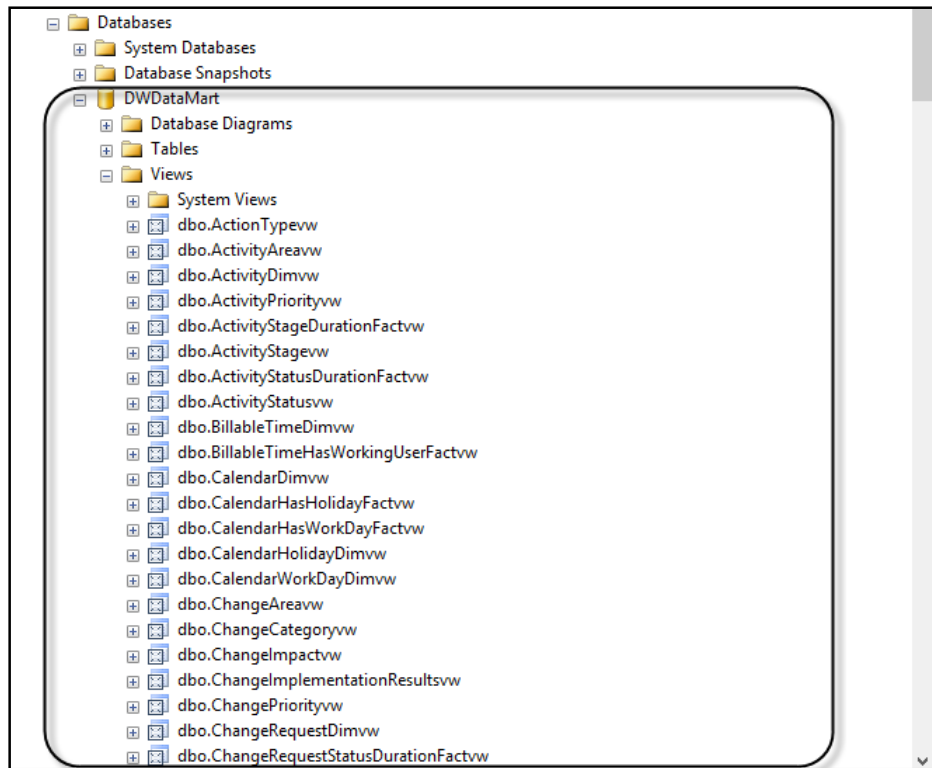 Databases
System Databases
Database Snapshots
DWDataMart
Database Diagrams
Tables
Views
System Views
dbo.ActionTypevw
dbo.ActivityAreavw
dbo.ActivityDimvw
dbo.ActivityPriorityvw
dbo.ActivityStageDurationFactvw
dbo.ActivityStagevw
dbo.ActivityStatusDurationFactvw
dbo.ActivityStatusvw
dbo.BillableTimeDimvw
dbo.BillableTimeHasWorkingUserFactvw
dbo.CalendarDimvw
dbo.CalendarHasHolidayFactvw
dbo.CalendarHasWorkDayFactvw
dbo.CalendarHolidayDimvw
dbo.CalendarWorkDayDimvw
dbo.ChangeAreavw
dbo.ChangeCategoryvw
dbo.ChangeImpactvw
dbo.ChangeImplementationResultsvw
dbo.ChangePriorityvw
dbo.ChangeRequestDimvw
dbo.ChangeRequestStatusDurationFactvw